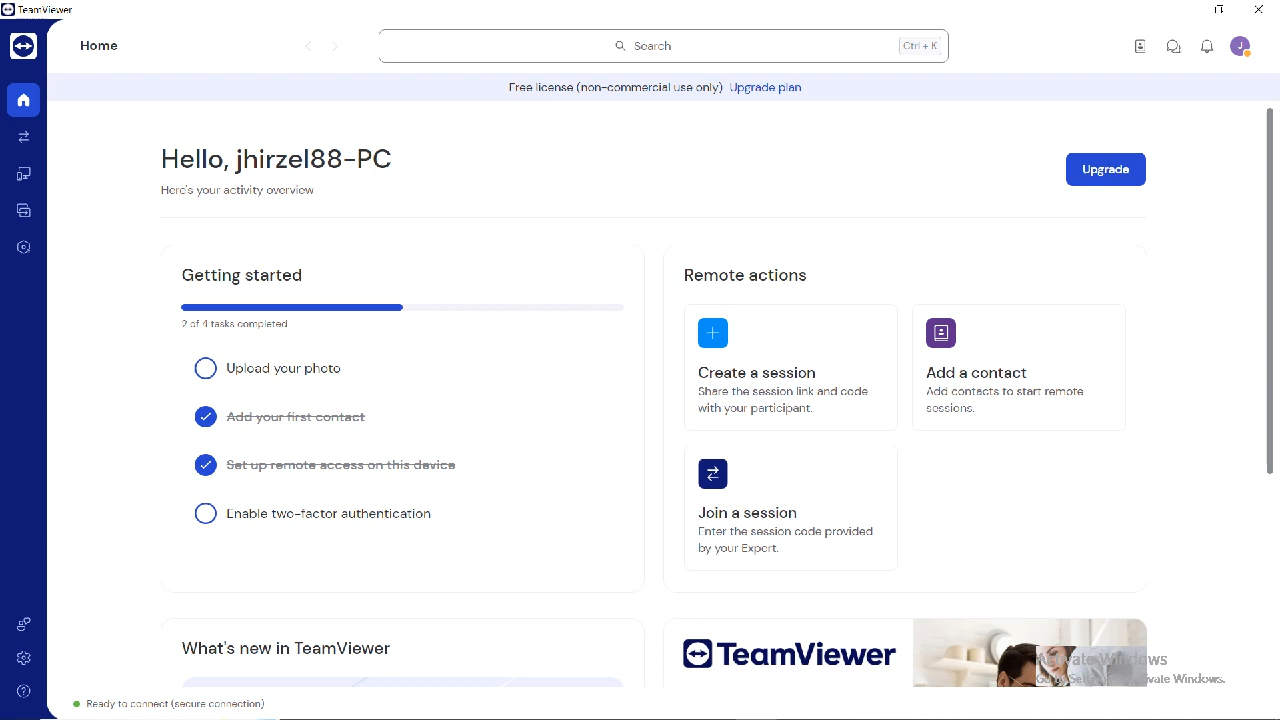 TeamViewer
Home
Search
Ctrl + K
Free license (non-commercial use only) Upgrade plan
J
Hello, jhirzel88-PC
Here's your activity overview
Upgrade
Getting started
2 of 4 tasks completed
Upload your photo
Add your first contact
Set up remote access on this device
Enable two-factor authentication
Remote actions
Create a session
Share the session link and code
with your participant.
Add a contact
Add contacts to start remote
sessions.
Join a session
Enter the session code provided
by your Expert.
What's new in TeamViewer
TeamViewer
Windows
Windows.
Ready to connect (secure connection)